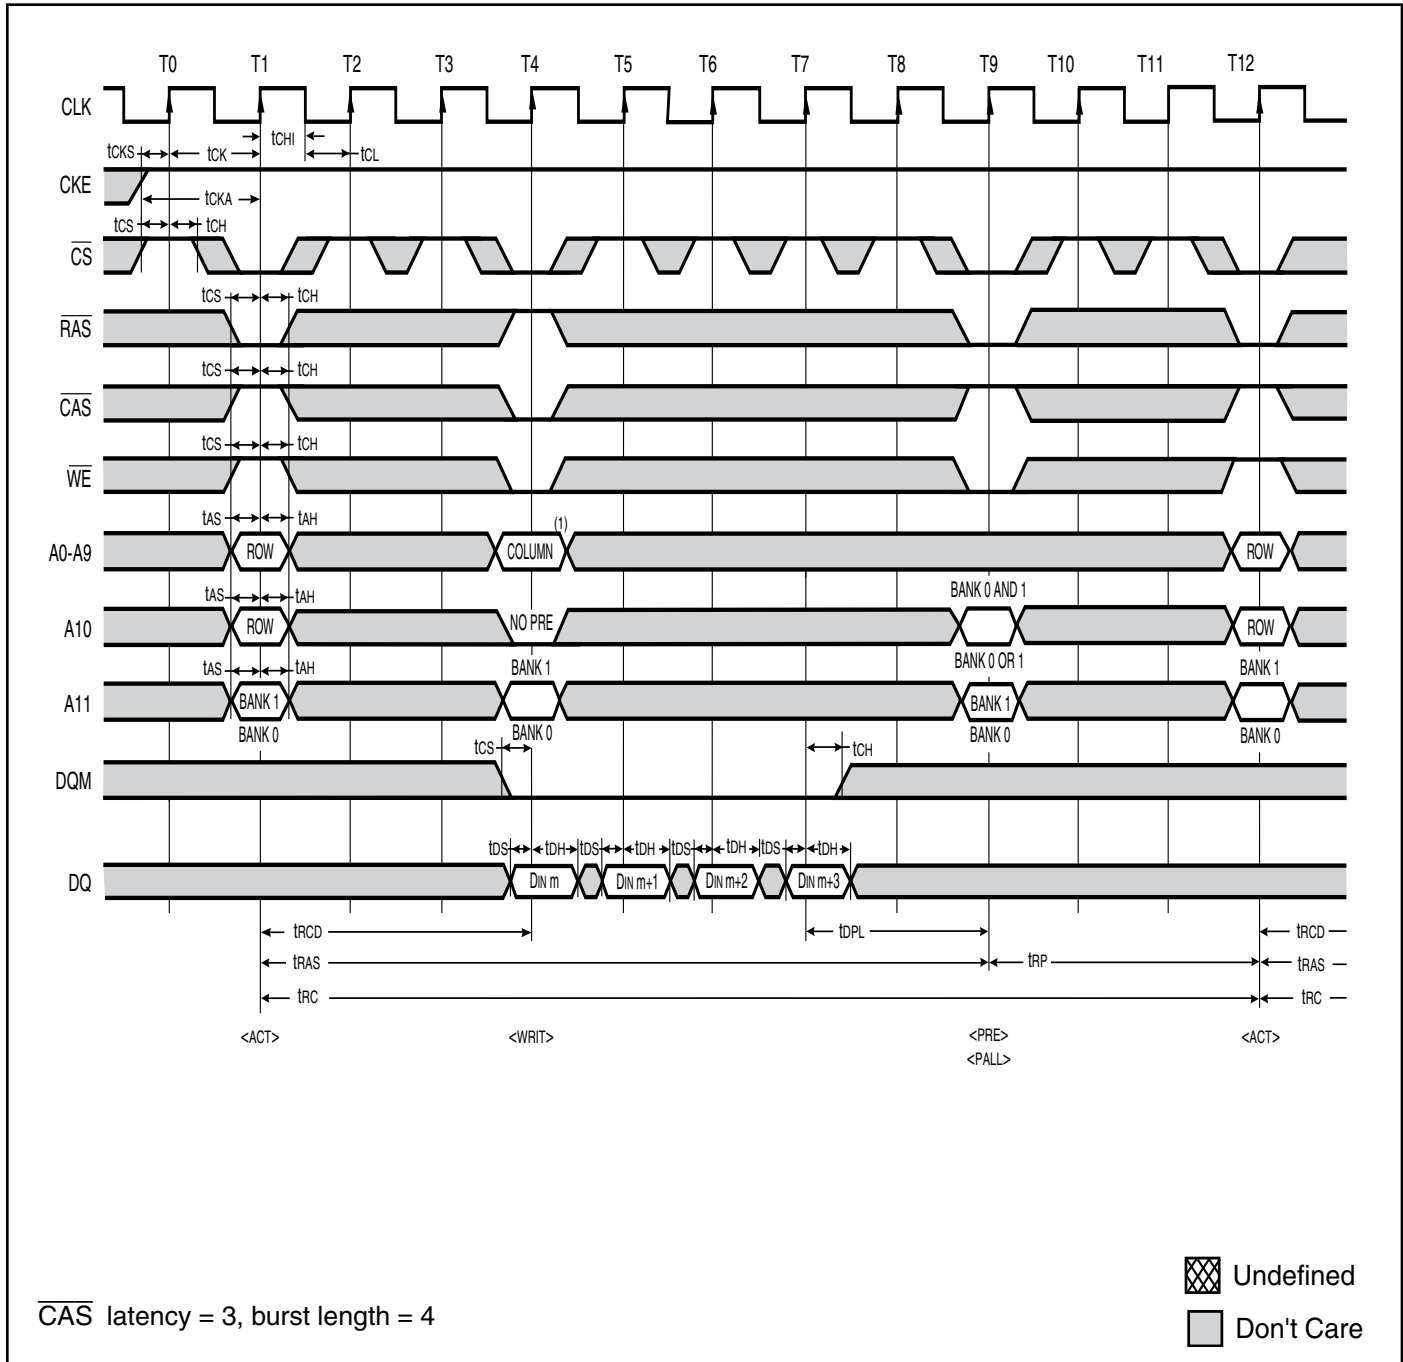 T0 T1 T2 T3 T4 T5 T6 T7 T8 T9 T10 T11 T12
CLK
tCHI
tCKS tCK tCL
CKE
tCKA
tCS tCH
CS
tCS tCH
RAS
tCS tCH
CAS
tCS tCH
WE
tAS tAH (1)
A0-A9 ROW COLUMN ROW
tAS tAH BANK 0 AND 1
A10 ROW NO PRE ROW
tAS tAH BANK 1 BANK 0 OR 1 BANK 1
A11 BANK 1 BANK 1
BANK 0 BANK 0 BANK 0 BANK 0
tCS tCH
DQM
tDS tDH tDS tDH tDS tDH tDS tDH
DQ DIN m DIN m+1 DIN m+2 DIN m+3
tRCD tDPL tRCD
tRAS tRP tRAS
tRC tRC
<ACT> <WRIT> <PRE> <ACT>
<PALL>
Undefined
CAS latency = 3, burst length = 4
Don't Care